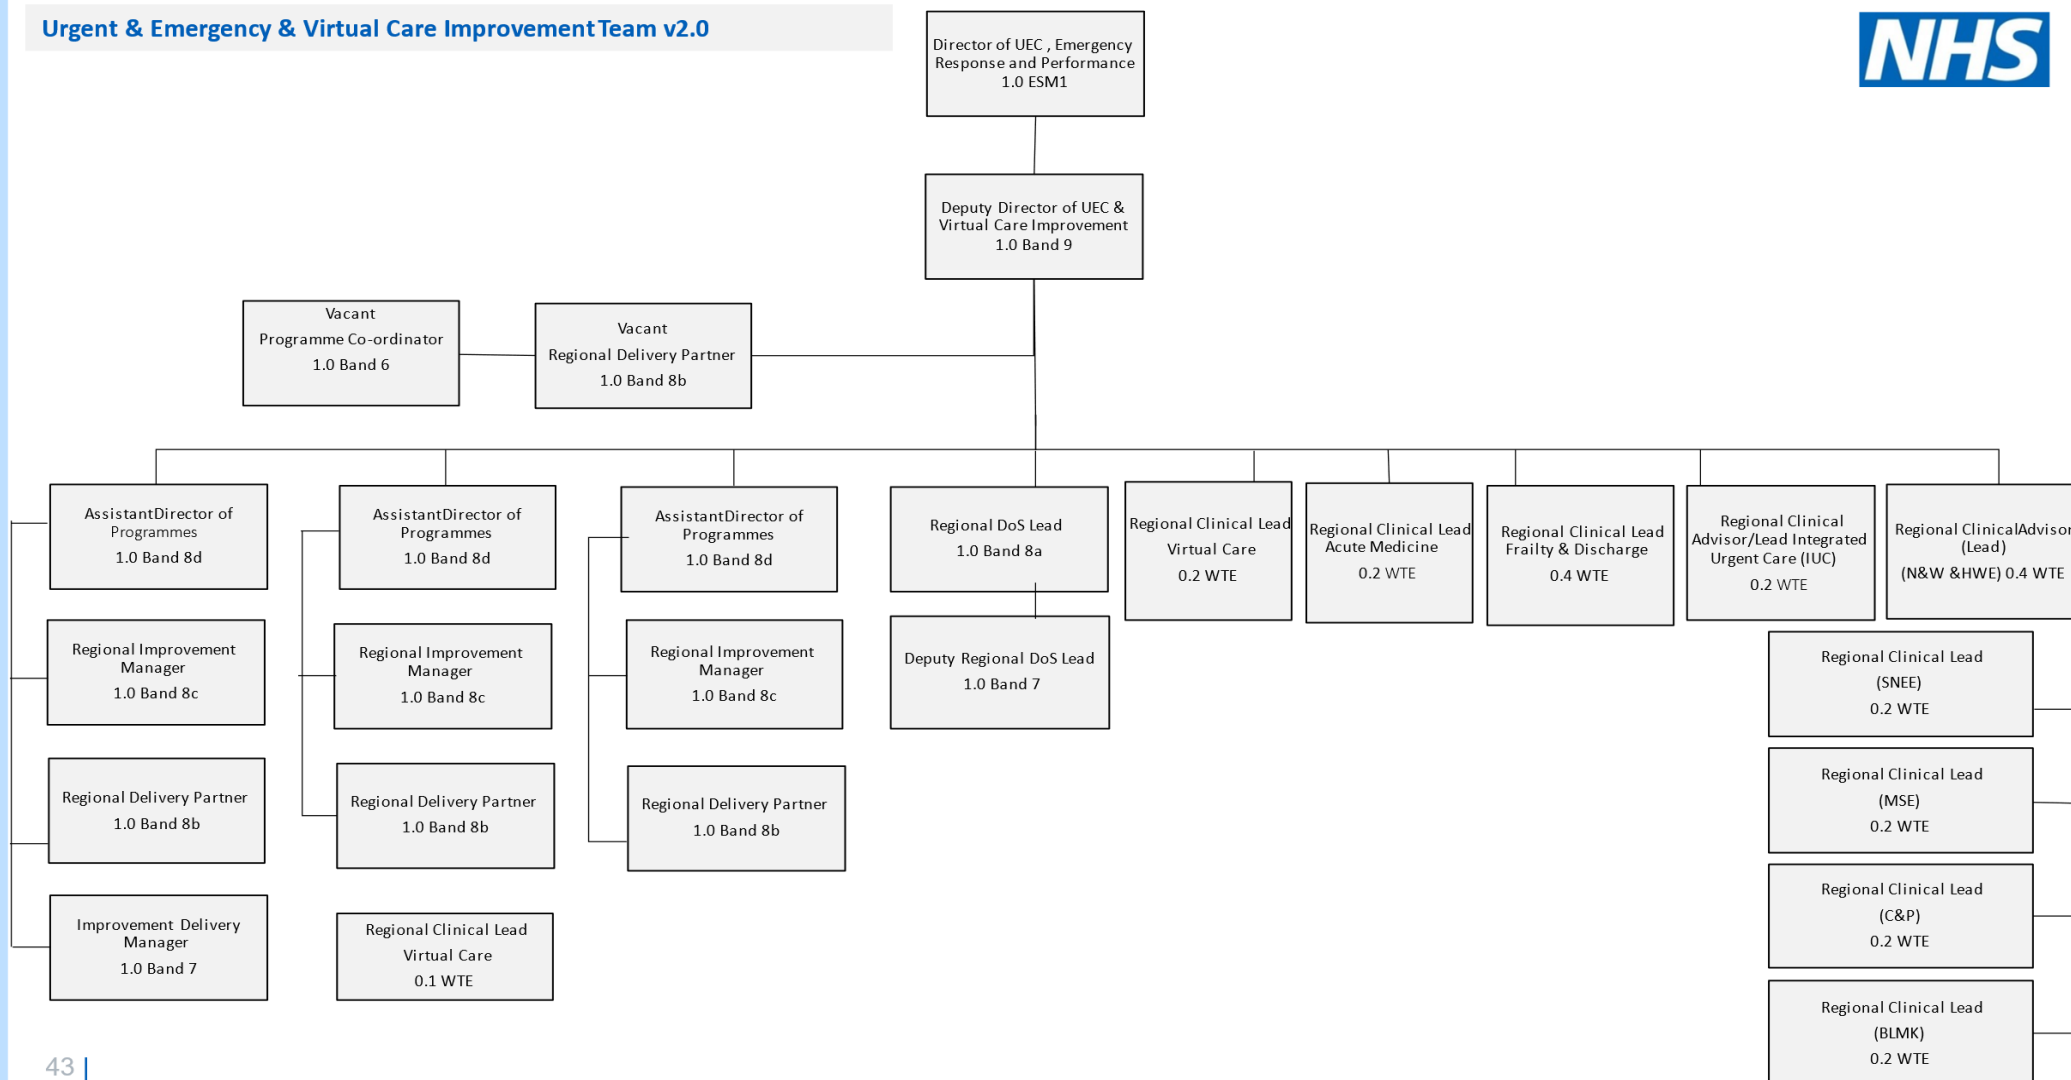 Urgent & Emergency & Virtual Care Improvement Team v2.0
NHS
Director of UEC , Emergency
Response and Performance
1.0 ESM1
Deputy Director of UEC &
Virtual Care Improvement
1.0 Band 9
Vacant
Programme Co-ordinator
1.0 Band 6
Vacant
Regional Delivery Partner
1.0 Band 8b
AssistantDirector of
Programmes
1.0 Band 8d
AssistantDirector of
Programmes
1.0 Band 8d
AssistantDirector of
Programmes
1.0 Band 8d
Regional DoS Lead
1.0 Band 8a
Regional Clinical Lead
Virtual Care
0.2 WTE
Regional Clinical Lead
Acute Medicine
0.2 WTE
Regional Clinical Lead
Frailty & Discharge
0.4 WTE
Regional Clinical
Advisor/Lead Integrated
Urgent Care (IUC)
0.2 WTE
Regional ClinicalAdvisor
(Lead)
(N&W &HWE) 0.4 WTE
Regional Improvement
Manager
1.0 Band 8c
Regional Improvement
Manager
1.0 Band 8c
Regional Improvement
Manager
1.0 Band 8c
Deputy Regional DoS Lead
1.0 Band 7
Regional Clinical Lead
(SNEE)
0.2 WTE
Regional Delivery Partner
1.0 Band 8b
Regional Delivery Partner
1.0 Band 8b
Regional Delivery Partner
1.0 Band 8b
Regional Clinical Lead
(MSE)
0.2 WTE
Regional Clinical Lead
(C&P)
0.2 WTE
Improvement Delivery
Manager
1.0 Band 7
Regional Clinical Lead
Virtual Care
0.1 WTE
Regional Clinical Lead
(BLMK)
0.2 WTE
43